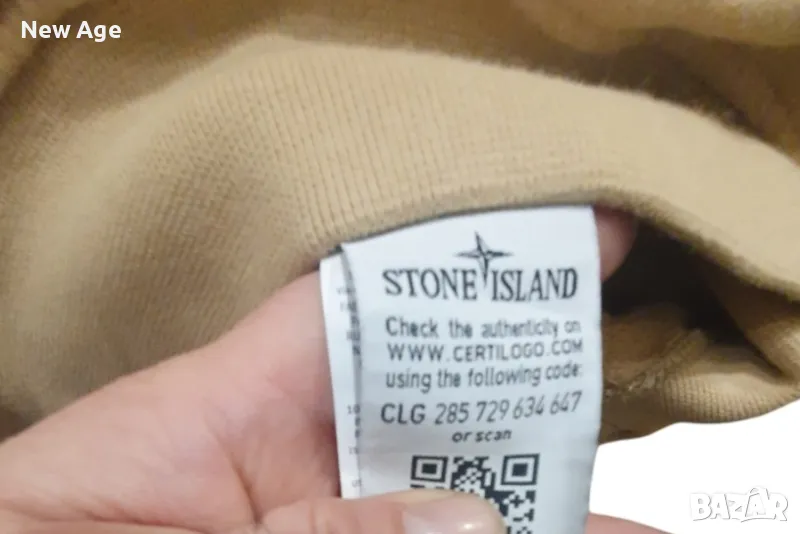 New Age
STONE ISLAND
Check the authenticity on
WWW.CERTILOGO.COM
using the following code:
CLG 285 729 634 647
or scan
BAZAR